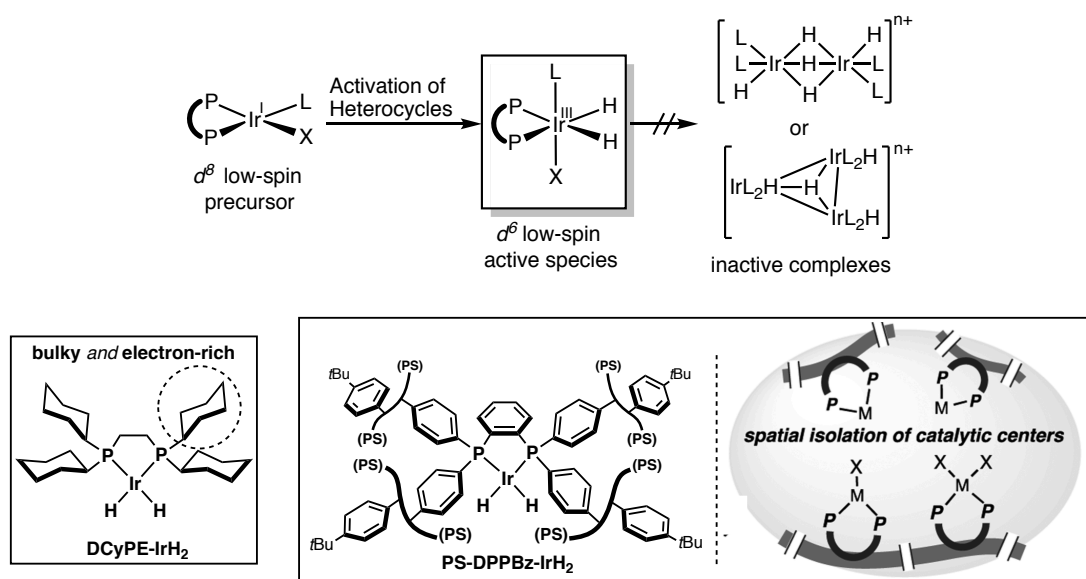 P
P
Ir
I
L
X
d⁸ low-spin
precursor
Activation of
Heterocycles
L
P
P
Ir
III
H
H
X
d⁶ low-spin
active species
L H H
L Ir H Ir L
H H L
n+
or
IrL₂H
IrL₂H H
IrL₂H
n+
inactive complexes
bulky and electron-rich
P P
Ir
H H
DCyPE-IrH₂
(PS) (PS)
tBu tBu
(PS) (PS)
P P
(PS) Ir (PS)
H H
(PS) (PS)
tBu tBu
PS-DPPBz-IrH₂
P P
P P
M M
spatial isolation of catalytic centers
X X X
M M
P P P P